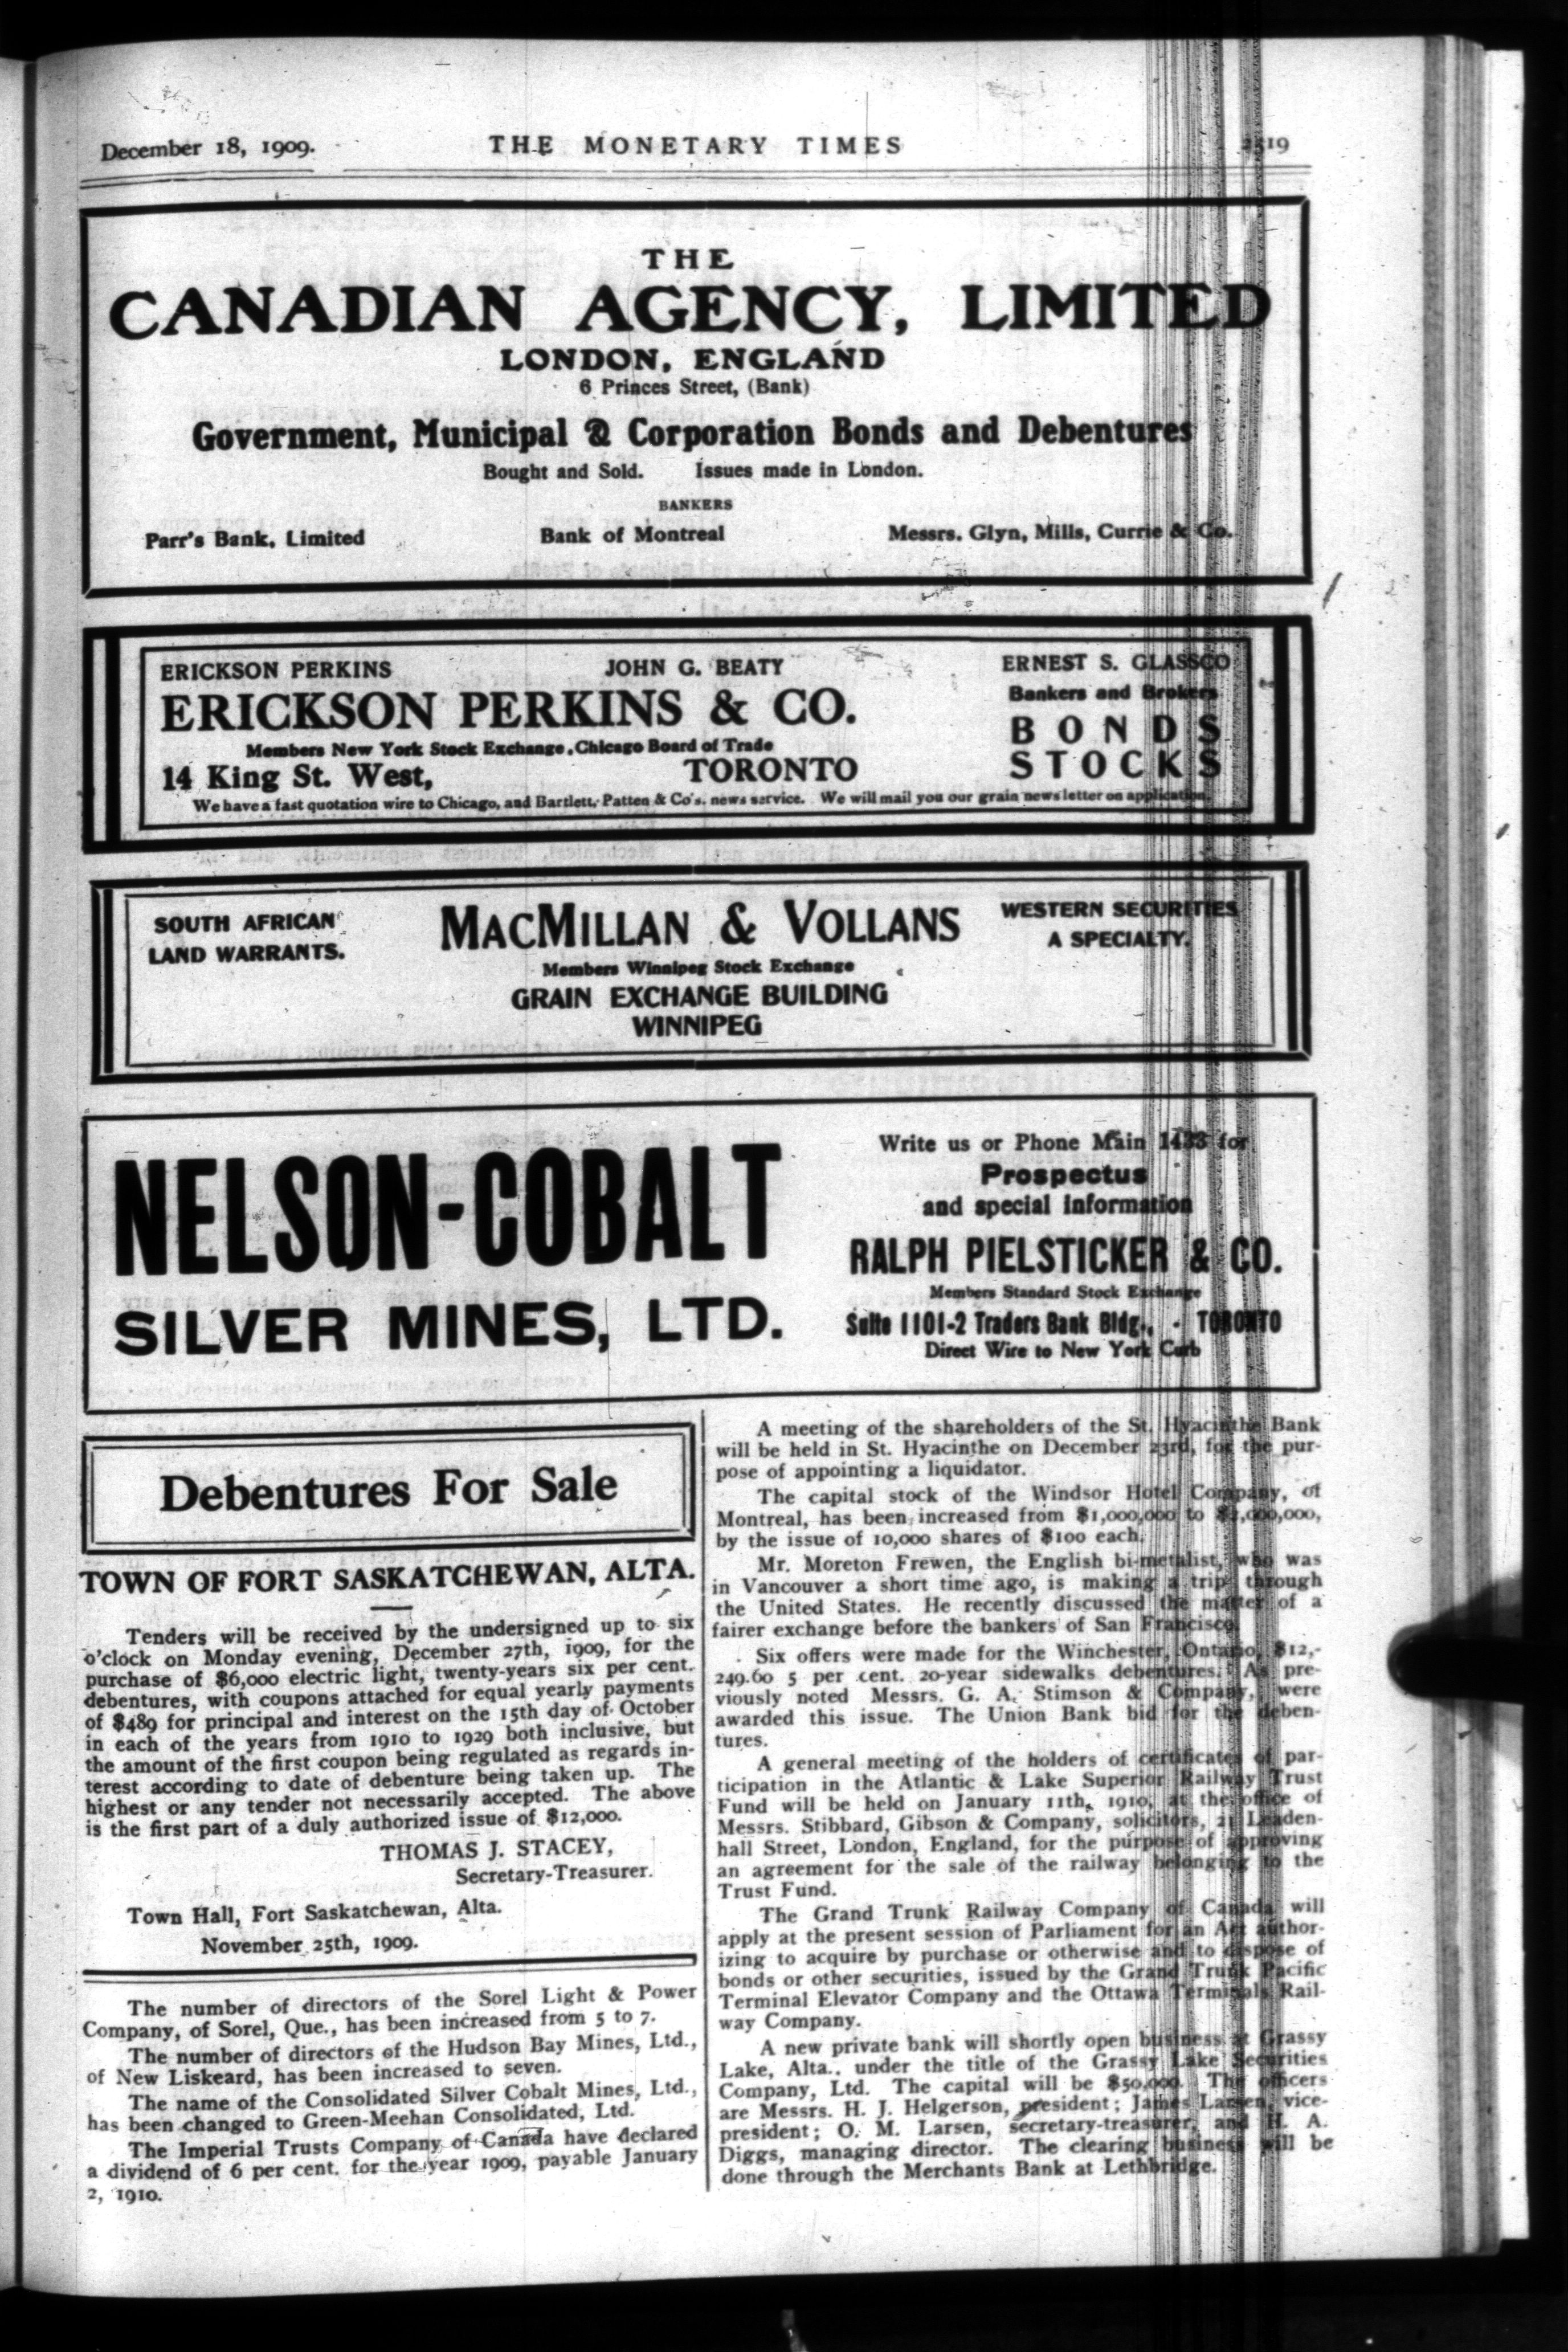 December 18, 1909.
THE MONETARY TIMES
THE
CANADIAN AGENCY, LIMITED
LONDON, ENGLAND
6 Princes Street, (Bank)
Government, Municipal & Corporation Bonds and Debentures
Bought and Sold. Issues made in London.
BANKERS
Parr's Bank, Limited Bank of Montreal Messrs. Glyn, Mills, Currie & Co.
ERICKSON PERKINS JOHN G. BEATY ERNEST S. GLASSCO
ERICKSON PERKINS & CO.
Bankers and Brokers
Members New York Stock Exchange, Chicago Board of Trade
BONDS
14 King St. West, TORONTO
STOCKS
We have a fast quotation wire to Chicago, and Bartlett, Patten & Co's. news service. We will mail you our grain news letter on application.
SOUTH AFRICAN
LAND WARRANTS.
MACMILLAN & VOLLANS
Members Winnipeg Stock Exchange
GRAIN EXCHANGE BUILDING
WINNIPEG
WESTERN SECURITIES
A SPECIALTY.
NELSON-COBALT
SILVER MINES, LTD.
Write us or Phone Main 1433 for
Prospectus
and special information
RALPH PIELSTICKER & CO.
Members Standard Stock Exchange
Suite 1101-2 Traders Bank Bldg., - TORONTO
Direct Wire to New York Curb
Debentures For Sale
TOWN OF FORT SASKATCHEWAN, ALTA.
Tenders will be received by the undersigned up to six
o'clock on Monday evening, December 27th, 1909, for the
purchase of $6,000 electric light, twenty-years six per cent.
debentures, with coupons attached for equal yearly payments
of $489 for principal and interest on the 15th day of October
in each of the years from 1910 to 1929 both inclusive, but
the amount of the first coupon being regulated as regards in-
terest according to date of debenture being taken up. The
highest or any tender not necessarily accepted. The above
is the first part of a duly authorized issue of $12,000.
THOMAS J. STACEY,
Secretary-Treasurer.
Town Hall, Fort Saskatchewan, Alta.
November 25th, 1909.
The number of directors of the Sorel Light & Power
Company, of Sorel, Que., has been increased from 5 to 7.
The number of directors of the Hudson Bay Mines, Ltd.,
of New Liskeard, has been increased to seven.
The name of the Consolidated Silver Cobalt Mines, Ltd.,
has been changed to Green-Meehan Consolidated, Ltd.
The Imperial Trusts Company of Canada have declared
a dividend of 6 per cent. for the year 1909, payable January
2, 1910.
A meeting of the shareholders of the St. Hyacinthe Bank
will be held in St. Hyacinthe on December 23rd, for the pur-
pose of appointing a liquidator.
The capital stock of the Windsor Hotel Company, of
Montreal, has been increased from $1,000,000 to
by the issue of 10,000 shares of $100 each.
Mr. Moreton Frewen, the English bi-metalist, who was
in Vancouver a short time ago, is making a trip through
the United States. He recently discussed the matter of a
fairer exchange before the bankers of San Francisco.
Six offers were made for the Winchester, Ontario, $12,-
249.60 5 per cent. 20-year sidewalks debentures. As pre-
viously noted Messrs. G. A. Stimson & Company, were
awarded this issue. The Union Bank bid for the deben-
tures.
A general meeting of the holders of certificates of par-
ticipation in the Atlantic & Lake Superior Railway Trust
Fund will be held on January 11th, 1910, at the office of
Messrs. Stibbard, Gibson & Company, solicitors, Leaden-
hall Street, London, England, for the purpose of approving
an agreement for the sale of the railway belonging to the
Trust Fund.
The Grand Trunk Railway Company of Canada will
apply at the present session of Parliament for an Act author-
izing to acquire by purchase or otherwise and to dispose of
bonds or other securities, issued by the Grand Trunk Pacific
Terminal Elevator Company and the Ottawa Terminals Rail-
way Company.
A new private bank will shortly open business at Grassy
Lake, Alta., under the title of the Grassy Lake Securities
Company, Ltd. The capital will be $50,000. The officers
are Messrs. H. J. Helgerson, president; James Larsen, vice-
president; O. M. Larsen, secretary-treasurer, and H. A.
Diggs, managing director. The clearing business will be
done through the Merchants Bank at Lethbridge.